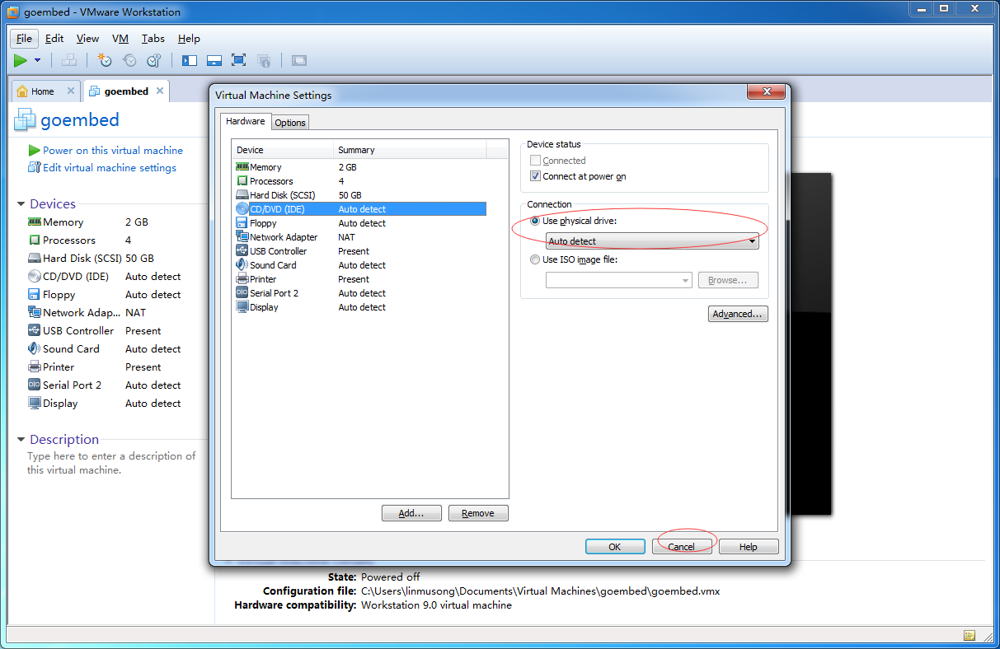 goembed - VMware Workstation
File Edit View VM Tabs Help
Home goembed
goembed
Power on this virtual machine
Edit virtual machine settings
Devices
Memory 2 GB
Processors 4
Hard Disk (SCSI) 50 GB
CD/DVD (IDE) Auto detect
Floppy Auto detect
Network Adap... NAT
USB Controller Present
Sound Card Auto detect
Printer Present
Serial Port 2 Auto detect
Display Auto detect
Description
Type here to enter a description of
this virtual machine.
Virtual Machine Settings
Hardware Options
Device Summary
Memory 2 GB
Processors 4
Hard Disk (SCSI) 50 GB
CD/DVD (IDE) Auto detect
Floppy Auto detect
Network Adapter NAT
USB Controller Present
Sound Card Auto detect
Printer Present
Serial Port 2 Auto detect
Display Auto detect
Add... Remove
Device status
Connected
Connect at power on
Connection
Use physical drive:
Auto detect
Use ISO image file:
Browse...
Advanced...
OK Cancel Help
State: Powered off
Configuration file: C:\Users\linmusong\Documents\Virtual Machines\goembed\goembed.vmx
Hardware compatibility: Workstation 9.0 virtual machine